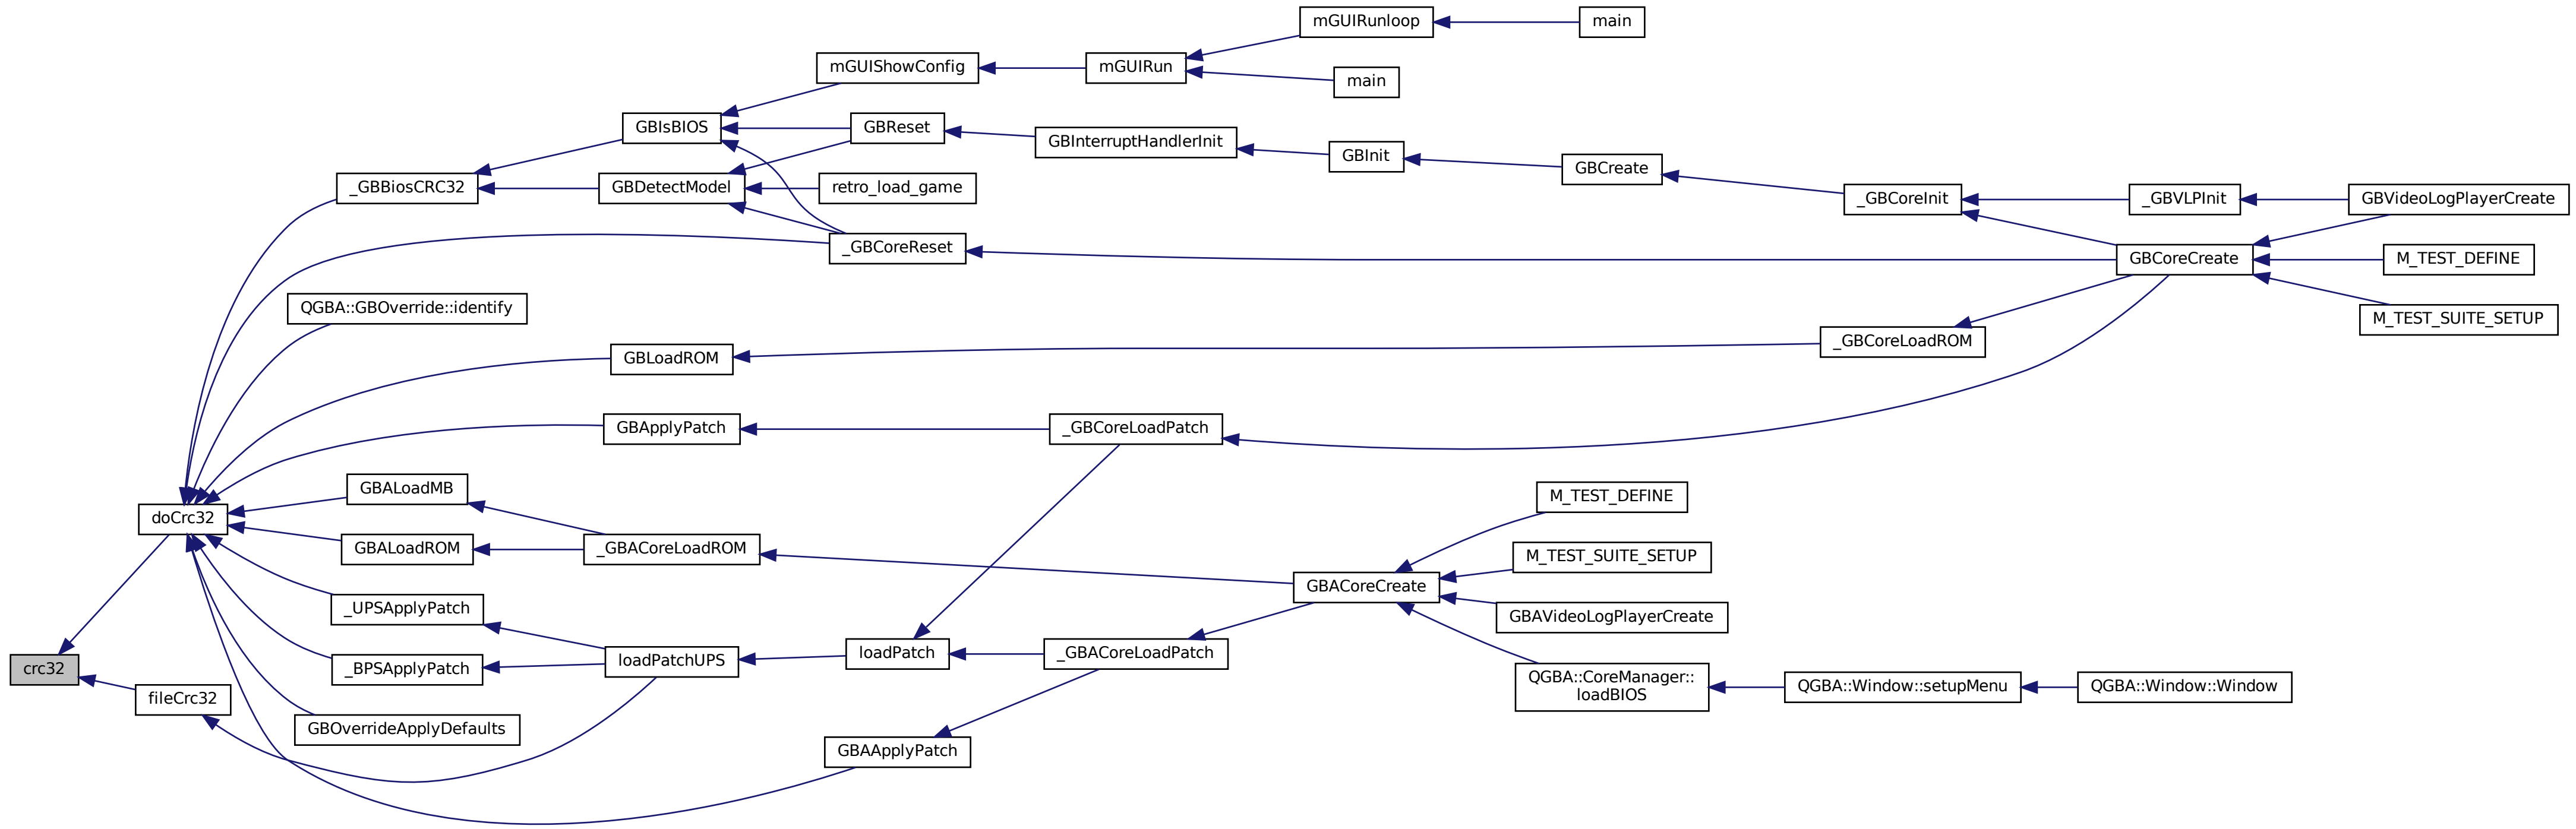 mGUIRunloop
main
mGUIShowConfig
mGUIRun
main
GBIsBIOS
GBReset
GBInterruptHandlerInit
GBInit
GBCreate
_GBBiosCRC32
GBDetectModel
retro_load_game
_GBCoreInit
_GBVLPInit
GBVideoLogPlayerCreate
_GBCoreReset
GBCoreCreate
M_TEST_DEFINE
QGBA::GBOverride::identify
M_TEST_SUITE_SETUP
GBLoadROM
_GBCoreLoadROM
GBApplyPatch
_GBCoreLoadPatch
GBALoadMB
M_TEST_DEFINE
doCrc32
GBALoadROM
_GBACoreLoadROM
M_TEST_SUITE_SETUP
GBACoreCreate
_UPSApplyPatch
GBAVideoLogPlayerCreate
crc32
_BPSApplyPatch
loadPatchUPS
loadPatch
_GBACoreLoadPatch
QGBA::CoreManager::
loadBIOS
QGBA::Window::setupMenu
QGBA::Window::Window
fileCrc32
GBOverrideApplyDefaults
GBAApplyPatch